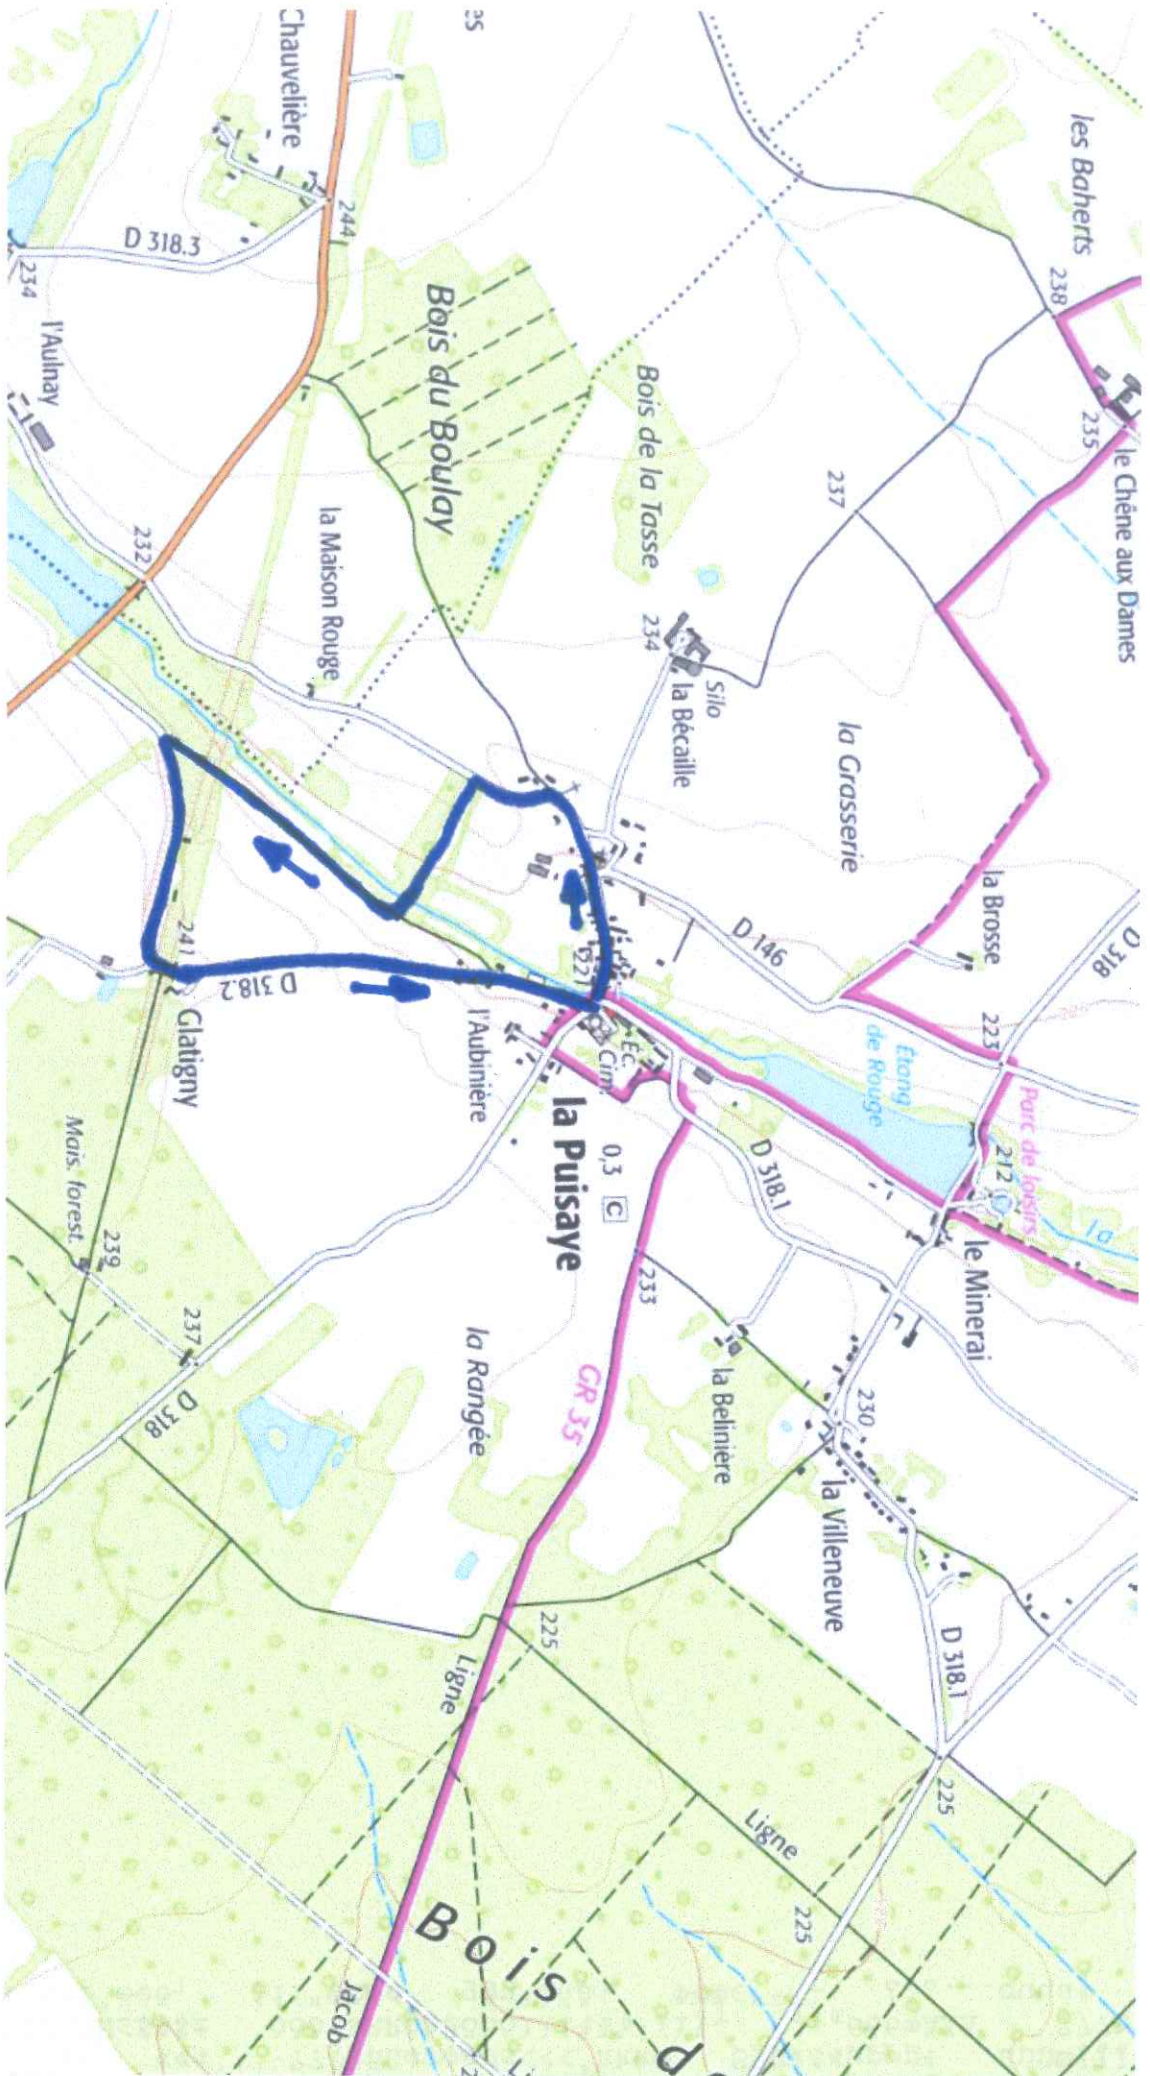 Chauvelière
es
les Baherts
244
D 318.3
238
234
l'Aulnay
Bois du Boulay
Bois de la Tasse
235
le Chêne aux Dames
237
232
la Maison Rouge
234
Silo
la Bécaille
la Grasserie
la Brosse
D 318
D 146
241
D 318.2
Glatigny
221
l'Aubinière
Éc.
Cim.
la Puisaye
0,3 C
223
Étang
de Rouge
Parc de loisirs
212
la
le Minerai
D 318.1
Mais. forest.
239
237
D 318
la Rangée
233
GR 35
la Belinière
230
la Villeneuve
D 318.1
225
Ligne
225
Ligne
225
Bois
Jacob
d